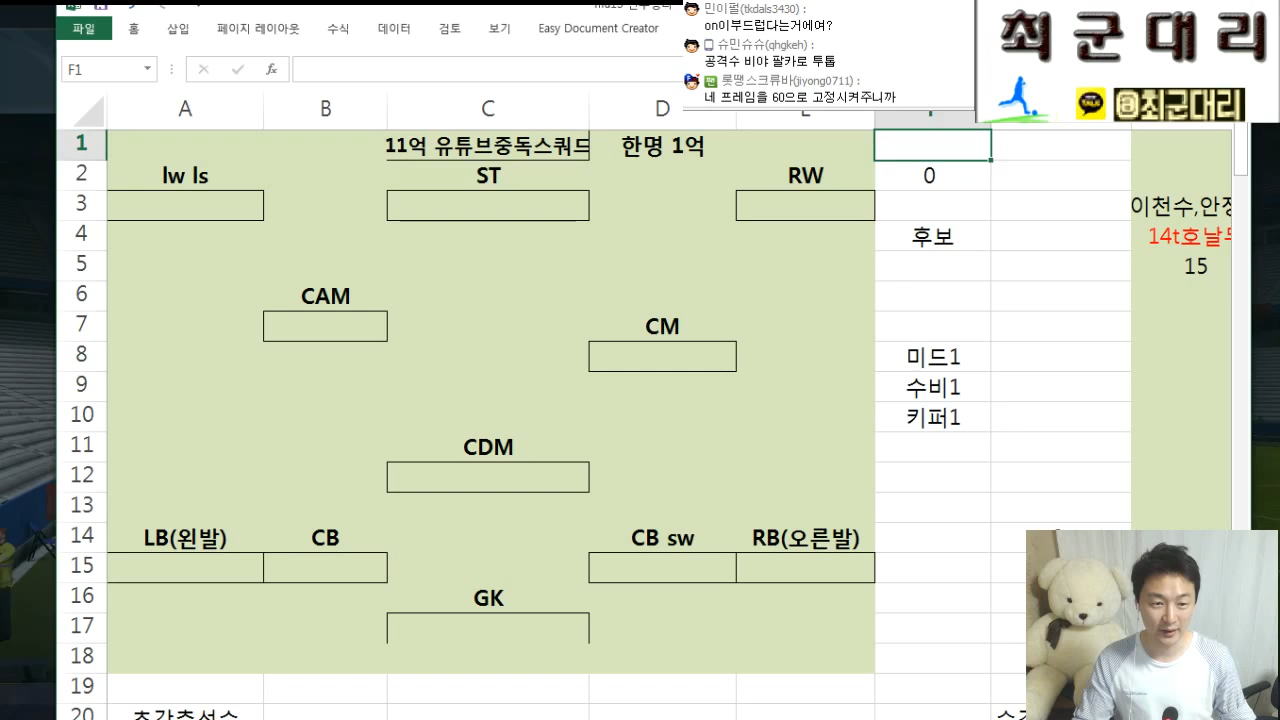 민이펄(tkdals3430) :
on이부드럽다는거에여?
슈민슈슈(qhgkeh) :
공격수 비야 팔카로 투톱
팬 롯땡스크류바(jiyong0711) :
네 프레임을 60으로 고정시켜주니까
최군대리
TALK @최군대리
파일 홈 삽입 페이지 레이아웃 수식 데이터 검토 보기 Easy Document Creator
F1 fx
A B C D
1 11억 유튜브중독스쿼드 한명 1억
2 lw ls ST RW 0
3 이천수,안정
4 후보 14t호날두
5 15
6 CAM
7 CM
8 미드1
9 수비1
10 키퍼1
11 CDM
12
13
14 LB(왼발) CB CB sw RB(오른발)
15
16 GK
17
18
19
20